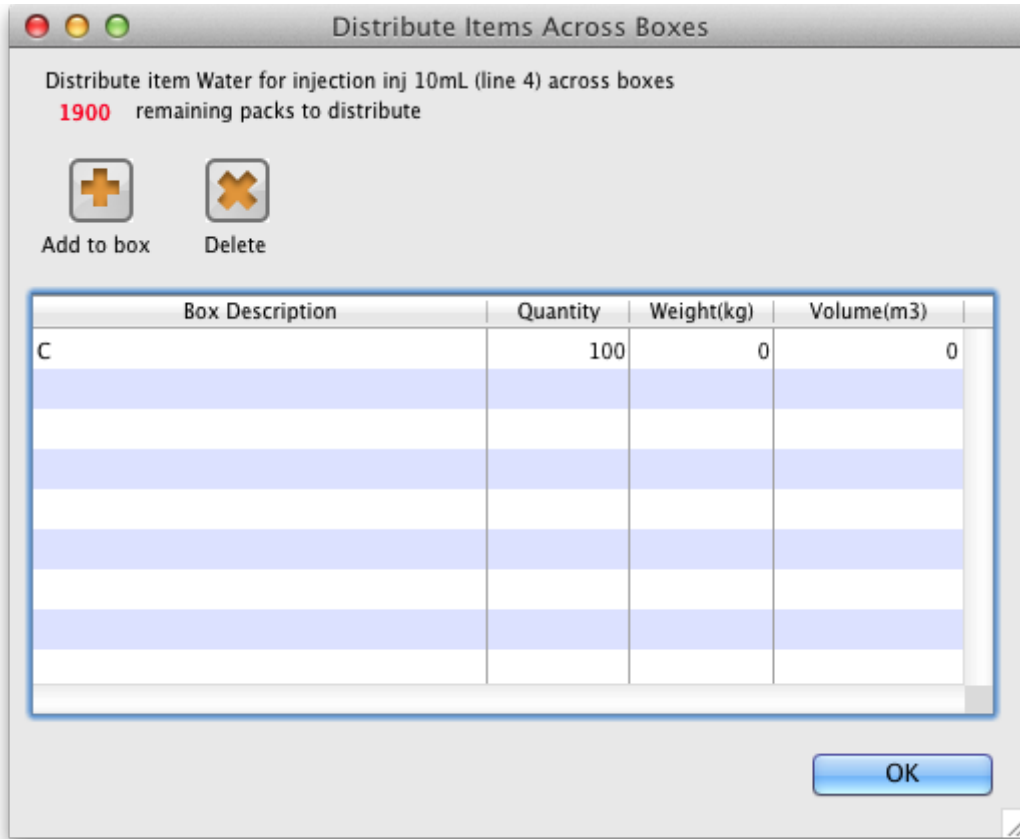 Distribute Items Across Boxes
Distribute item Water for injection inj 10mL (line 4) across boxes
1900 remaining packs to distribute
Add to box Delete
Box Description Quantity Weight(kg) Volume(m3)
C 100 0 0
OK